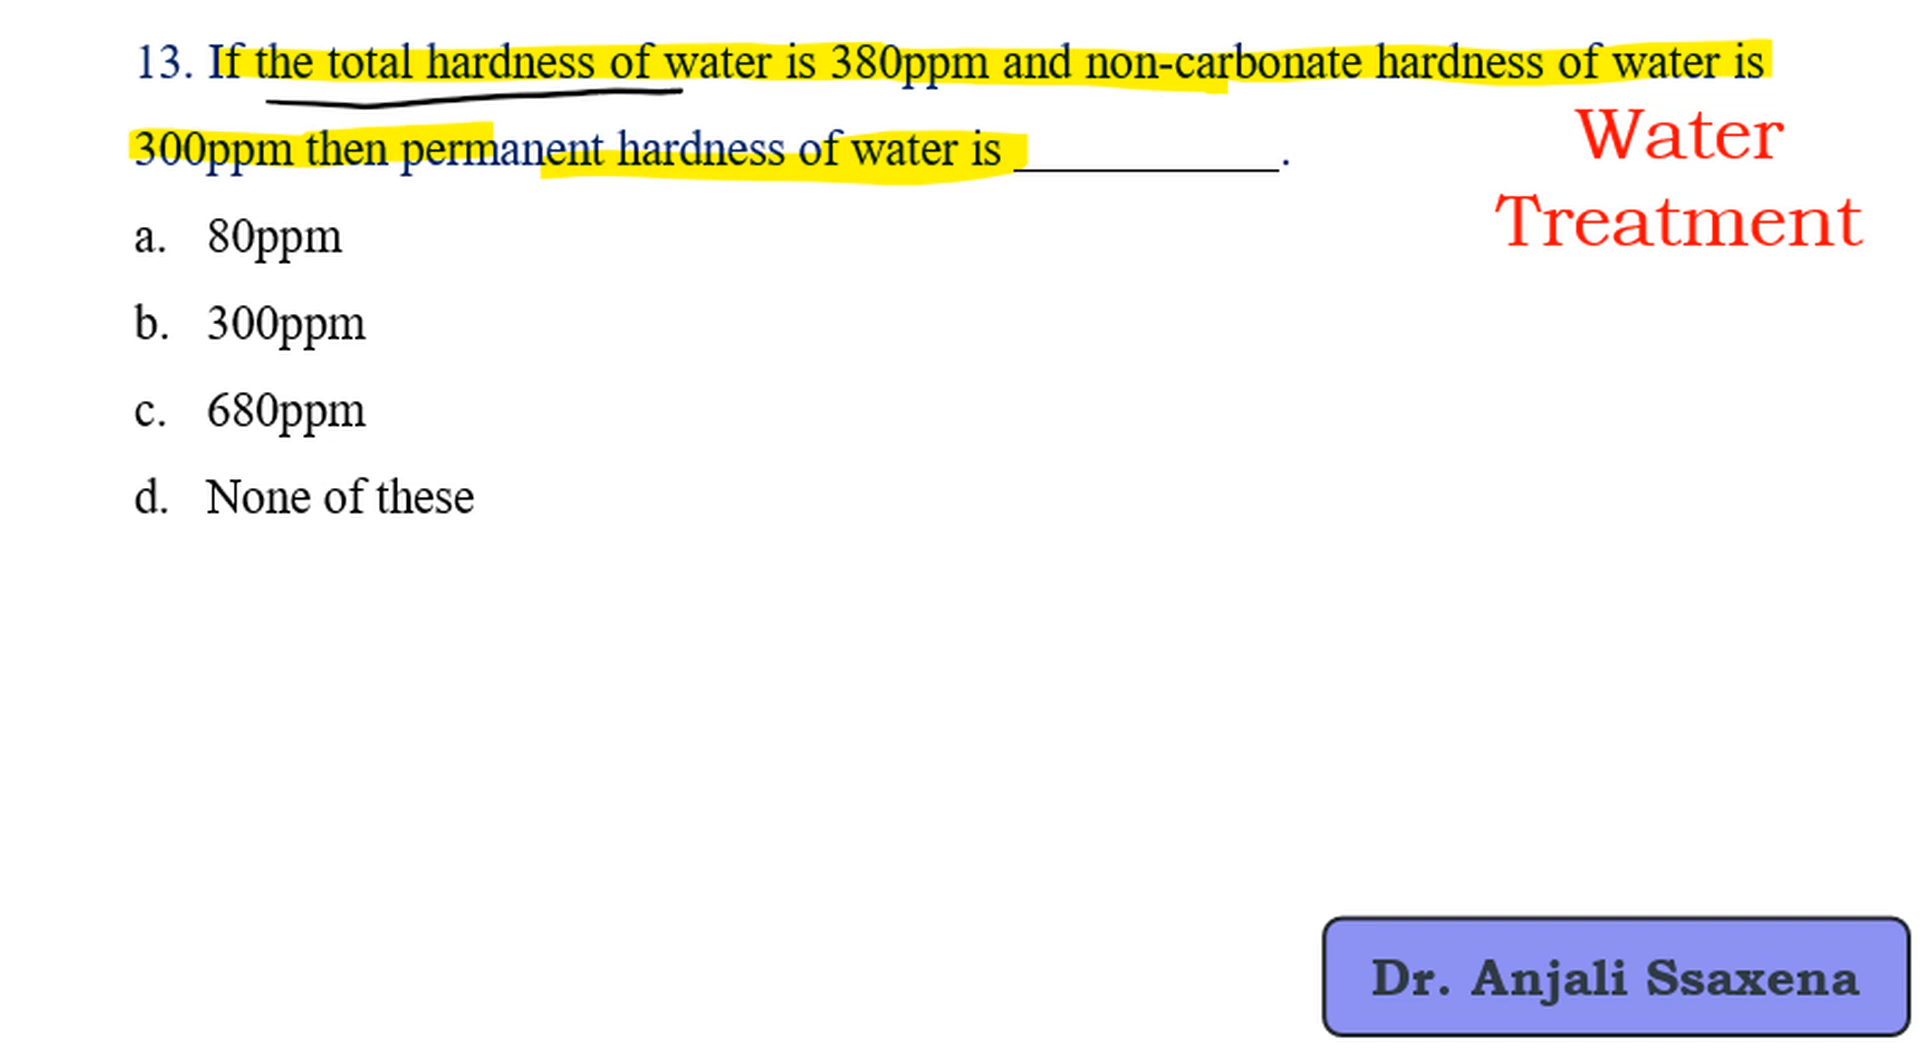 13. If the total hardness of water is 380ppm and non-carbonate hardness of water is
300ppm then permanent hardness of water is ___________.
a. 80ppm
b. 300ppm
c. 680ppm
d. None of these
Water
Treatment
Dr. Anjali Ssaxena